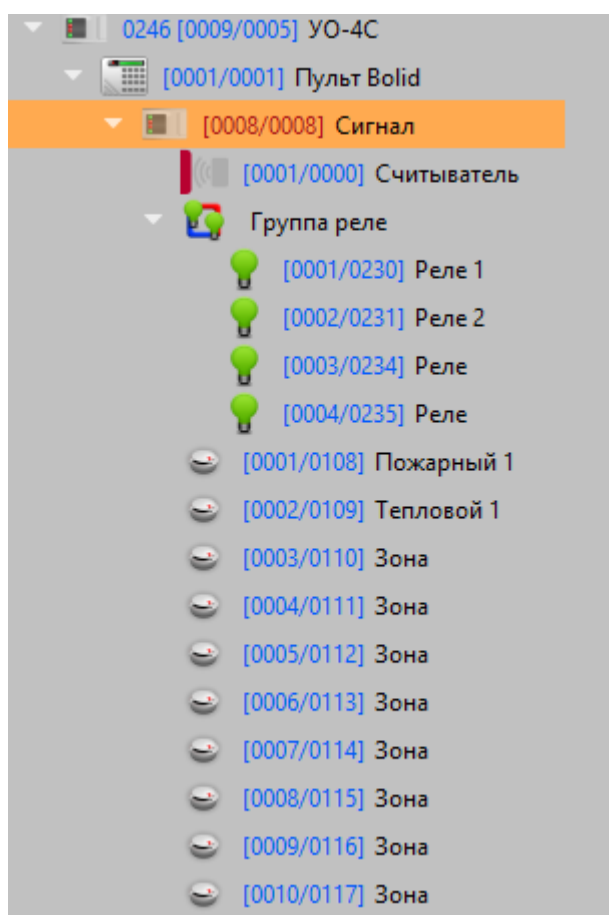 0246 [0009/0005] УО-4С
[0001/0001] Пульт Bolid
[0008/0008] Сигнал
[0001/0000] Считыватель
Группа реле
[0001/0230] Реле 1
[0002/0231] Реле 2
[0003/0234] Реле
[0004/0235] Реле
[0001/0108] Пожарный 1
[0002/0109] Тепловой 1
[0003/0110] Зона
[0004/0111] Зона
[0005/0112] Зона
[0006/0113] Зона
[0007/0114] Зона
[0008/0115] Зона
[0009/0116] Зона
[0010/0117] Зона